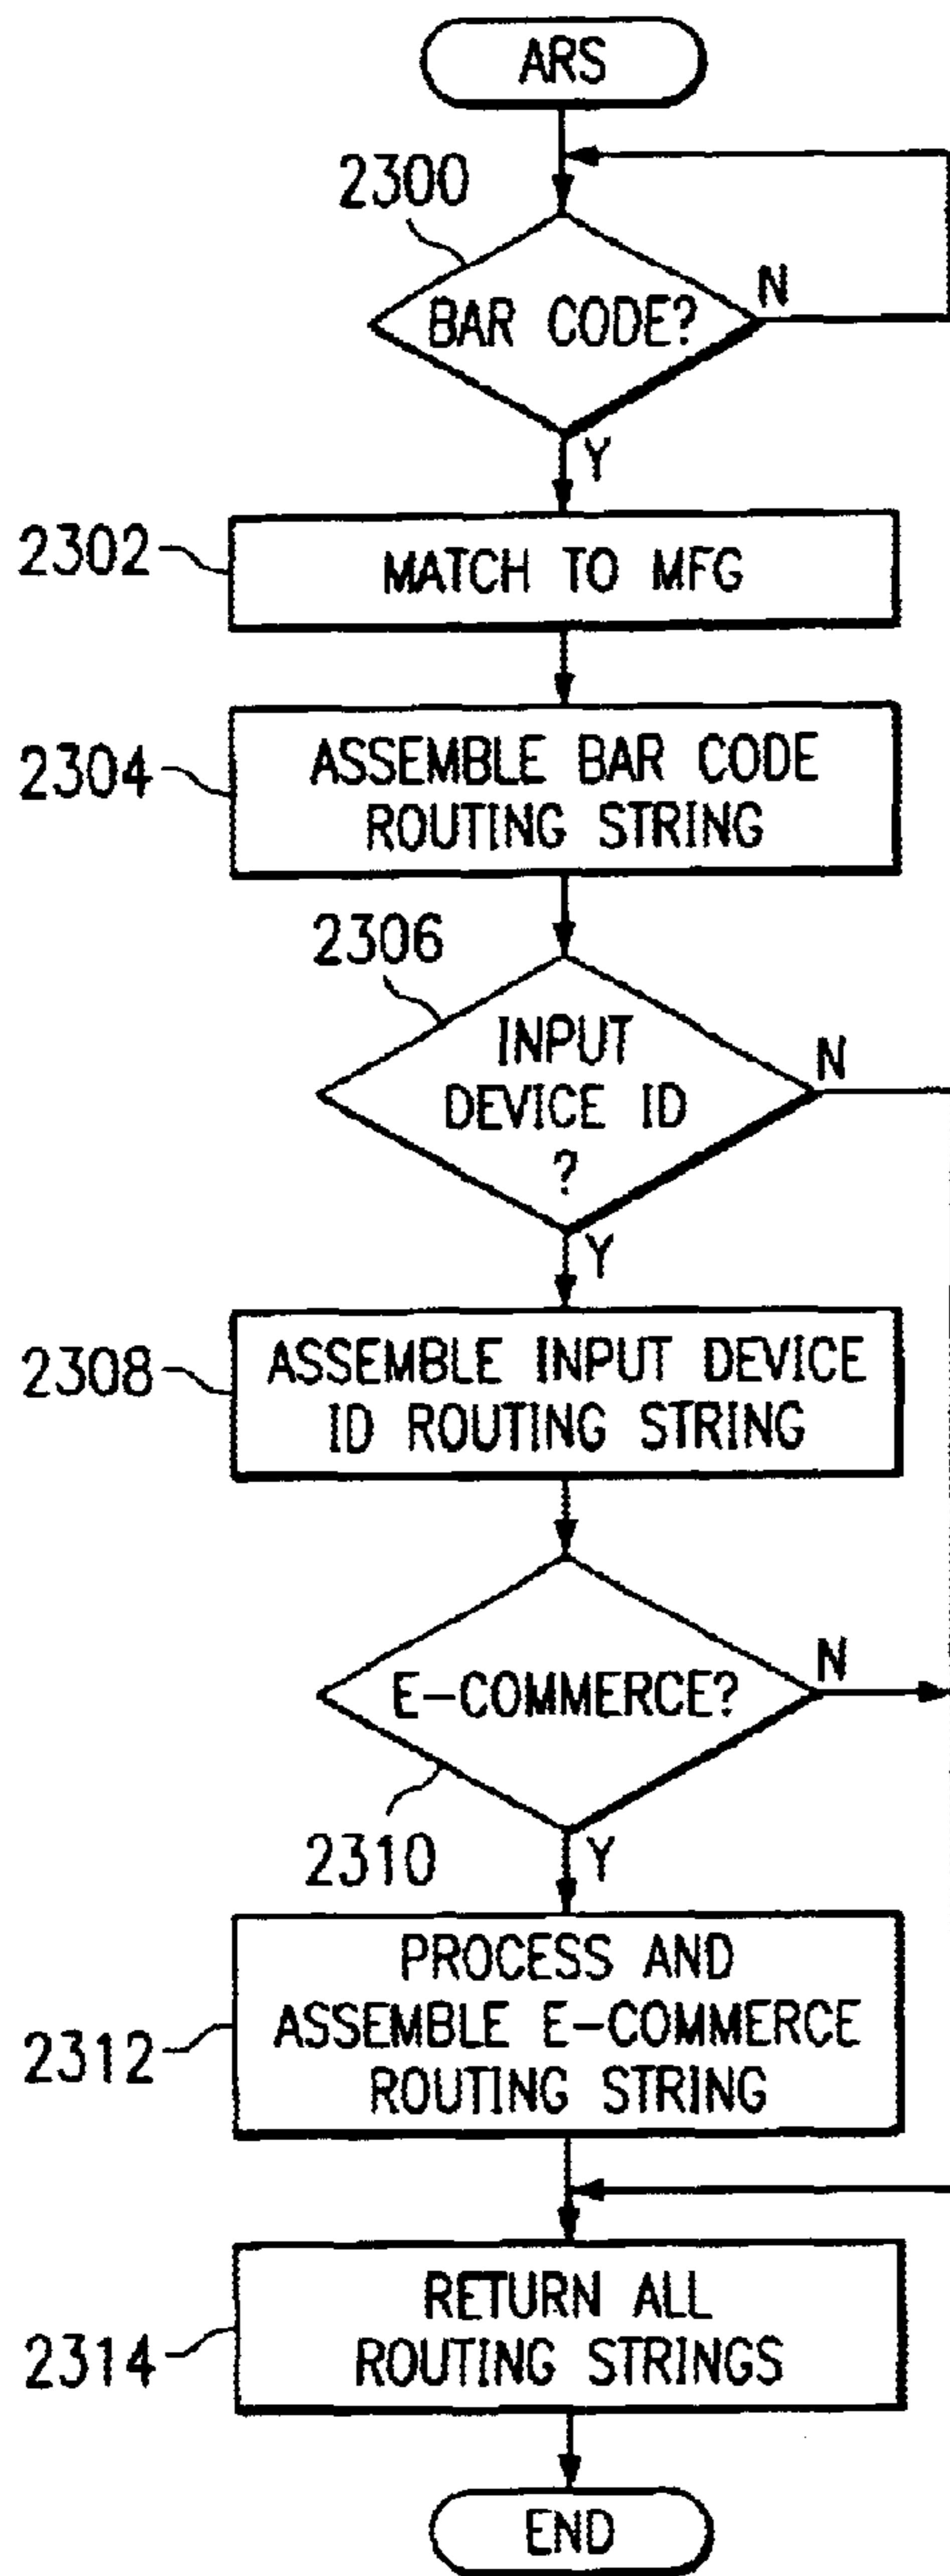 ARS
2300
BAR CODE?
N
Y
2302
MATCH TO MFG
2304
ASSEMBLE BAR CODE
ROUTING STRING
2306
INPUT
DEVICE ID
?
N
Y
2308
ASSEMBLE INPUT DEVICE
ID ROUTING STRING
E-COMMERCE?
N
2310
Y
2312
PROCESS AND
ASSEMBLE E-COMMERCE
ROUTING STRING
2314
RETURN ALL
ROUTING STRINGS
END